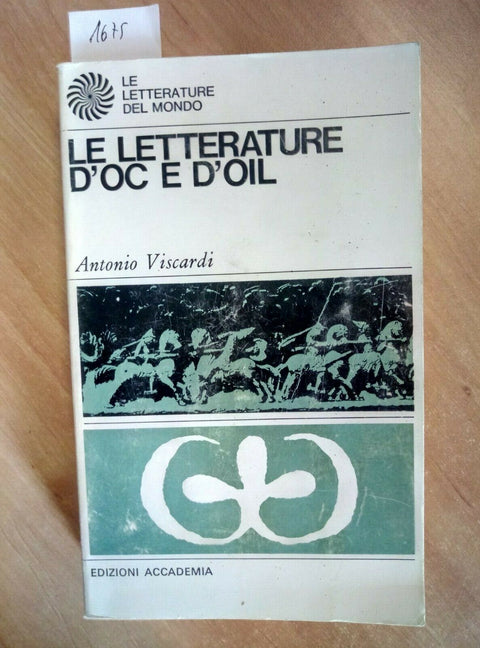 1675
LE
LETTERATURE
DEL MONDO
LE LETTERATURE
D'OC E D'OIL
Antonio Viscardi
EDIZIONI ACCADEMIA